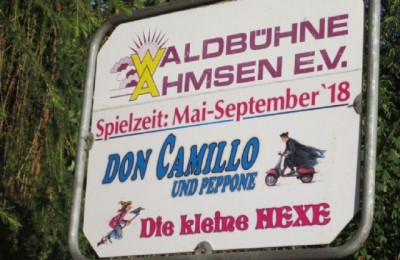 WALDBÜHNE
AHMSEN E.V.
Spielzeit: Mai-September '18
DON CAMILLO
UND PEPPONE
Die kleine HEXE